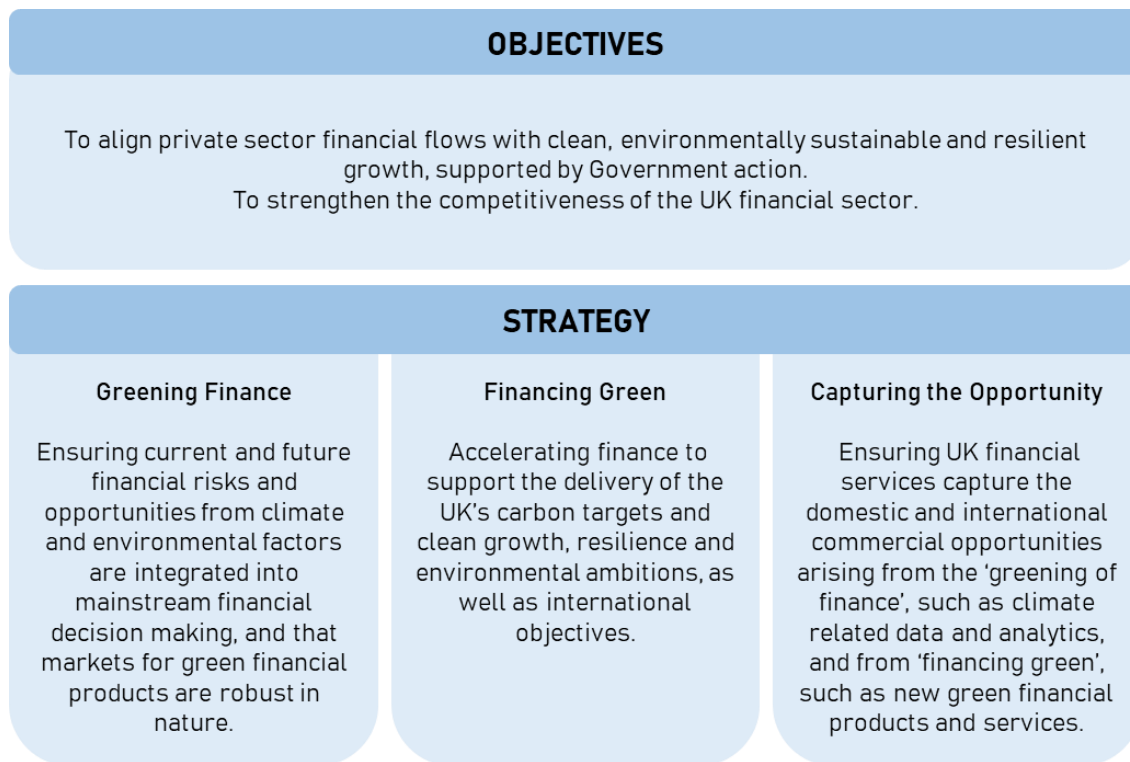 OBJECTIVES
To align private sector financial flows with clean, environmentally sustainable and resilient
growth, supported by Government action.
To strengthen the competitiveness of the UK financial sector.
STRATEGY
Greening Finance
Ensuring current and future
financial risks and
opportunities from climate
and environmental factors
are integrated into
mainstream financial
decision making, and that
markets for green financial
products are robust in
nature.
Financing Green
Accelerating finance to
support the delivery of the
UK's carbon targets and
clean growth, resilience and
environmental ambitions, as
well as international
objectives.
Capturing the Opportunity
Ensuring UK financial
services capture the
domestic and international
commercial opportunities
arising from the ‘greening of
finance’, such as climate
related data and analytics,
and from ‘financing green’,
such as new green financial
products and services.